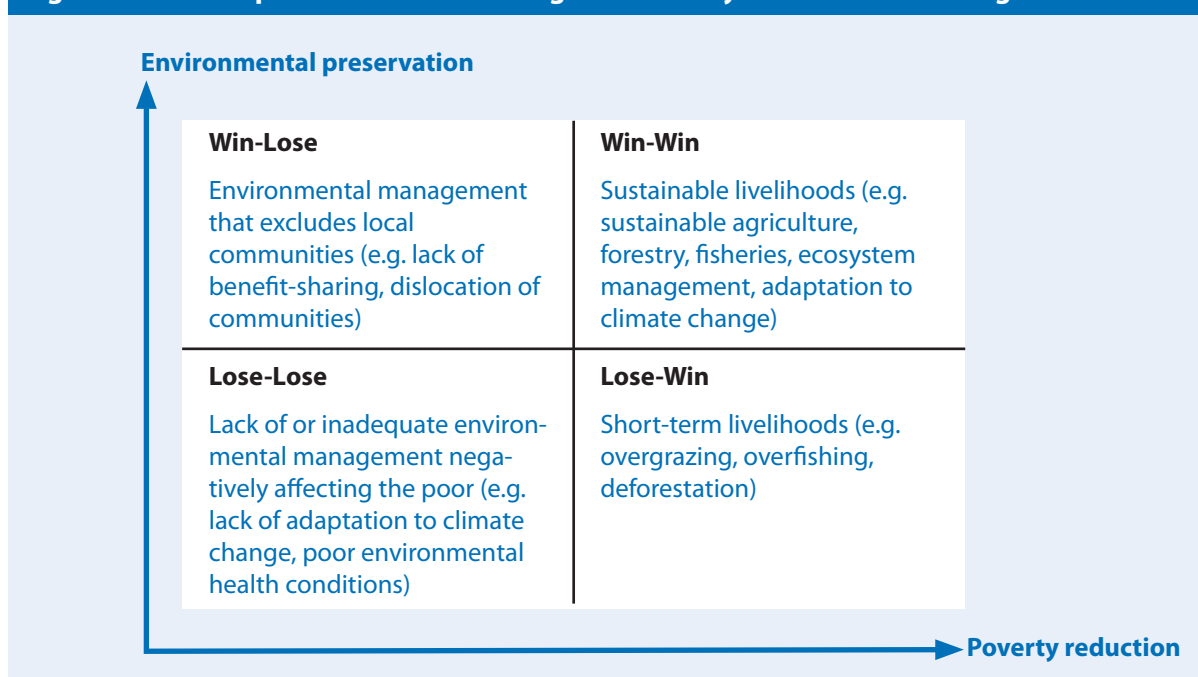 Environmental preservation
Win-Lose
Environmental management
that excludes local
communities (e.g. lack of
benefit-sharing, dislocation of
communities)
Win-Win
Sustainable livelihoods (e.g.
sustainable agriculture,
forestry, fisheries, ecosystem
management, adaptation to
climate change)
Lose-Lose
Lack of or inadequate environ-
mental management nega-
tively affecting the poor (e.g.
lack of adaptation to climate
change, poor environmental
health conditions)
Lose-Win
Short-term livelihoods (e.g.
overgrazing, overfishing,
deforestation)
Poverty reduction